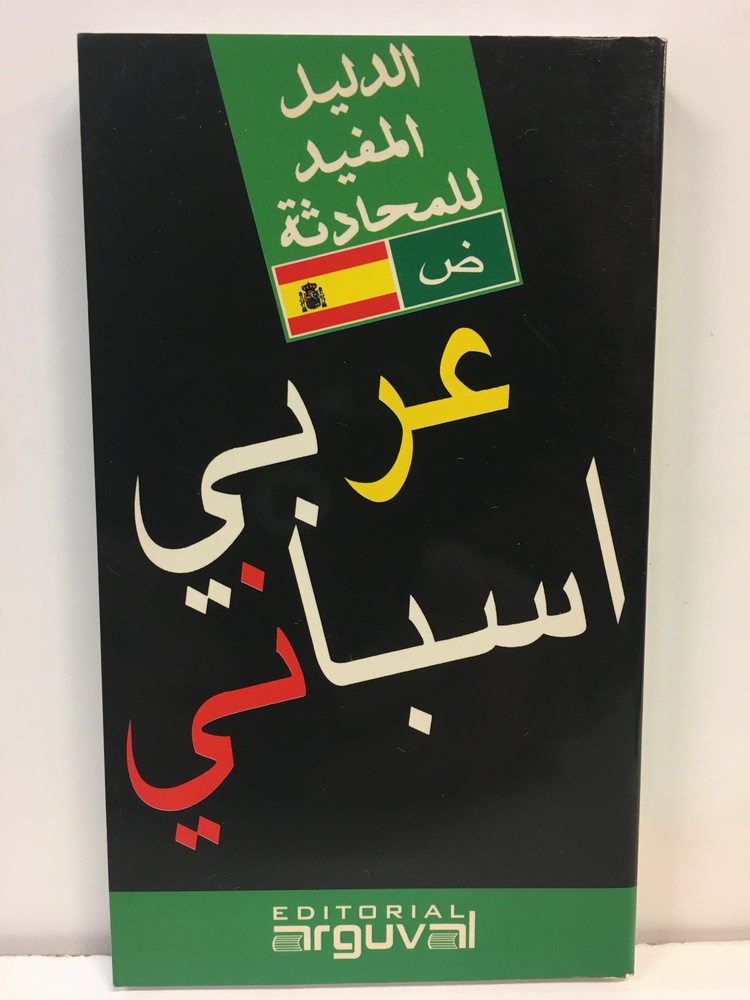 الدليل
المفيد
للمحادثة
ض
عربي
اسباني
EDITORIAL
arguval